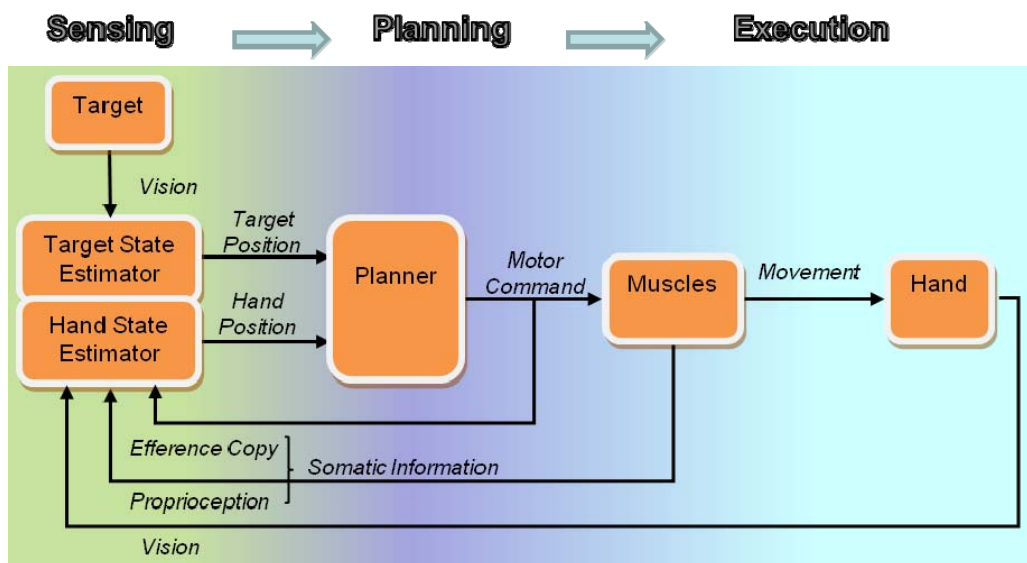 Sensing
Planning
Execution
Target
Vision
Target State
Estimator
Target
Position
Hand State
Estimator
Hand
Position
Planner
Motor
Command
Muscles
Movement
Hand
Efference Copy
Somatic Information
Proprioception
Vision